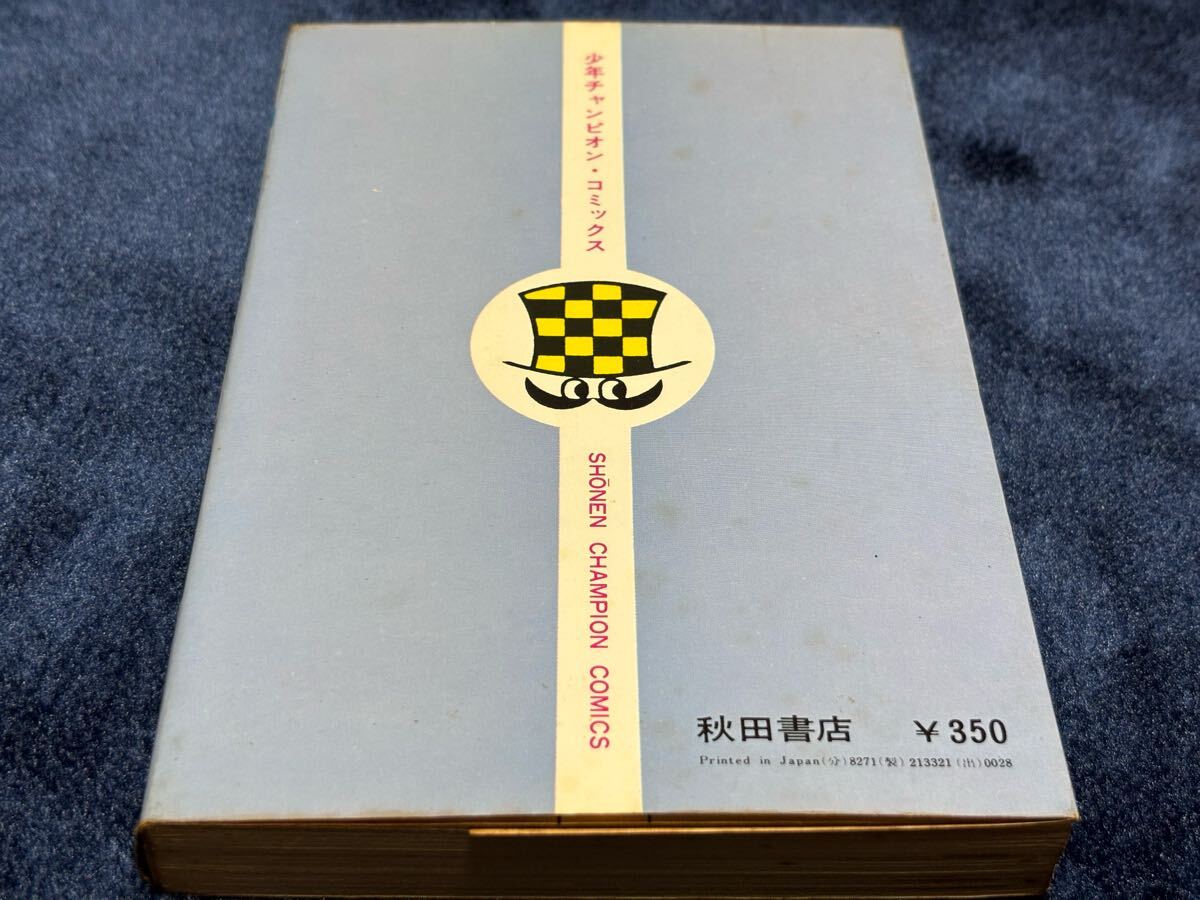 少年チャンピオン・コミックス
SHŌNEN CHAMPION COMICS
秋田書店 ¥350
Printed in Japan(分)8271(製)213321(出)0028